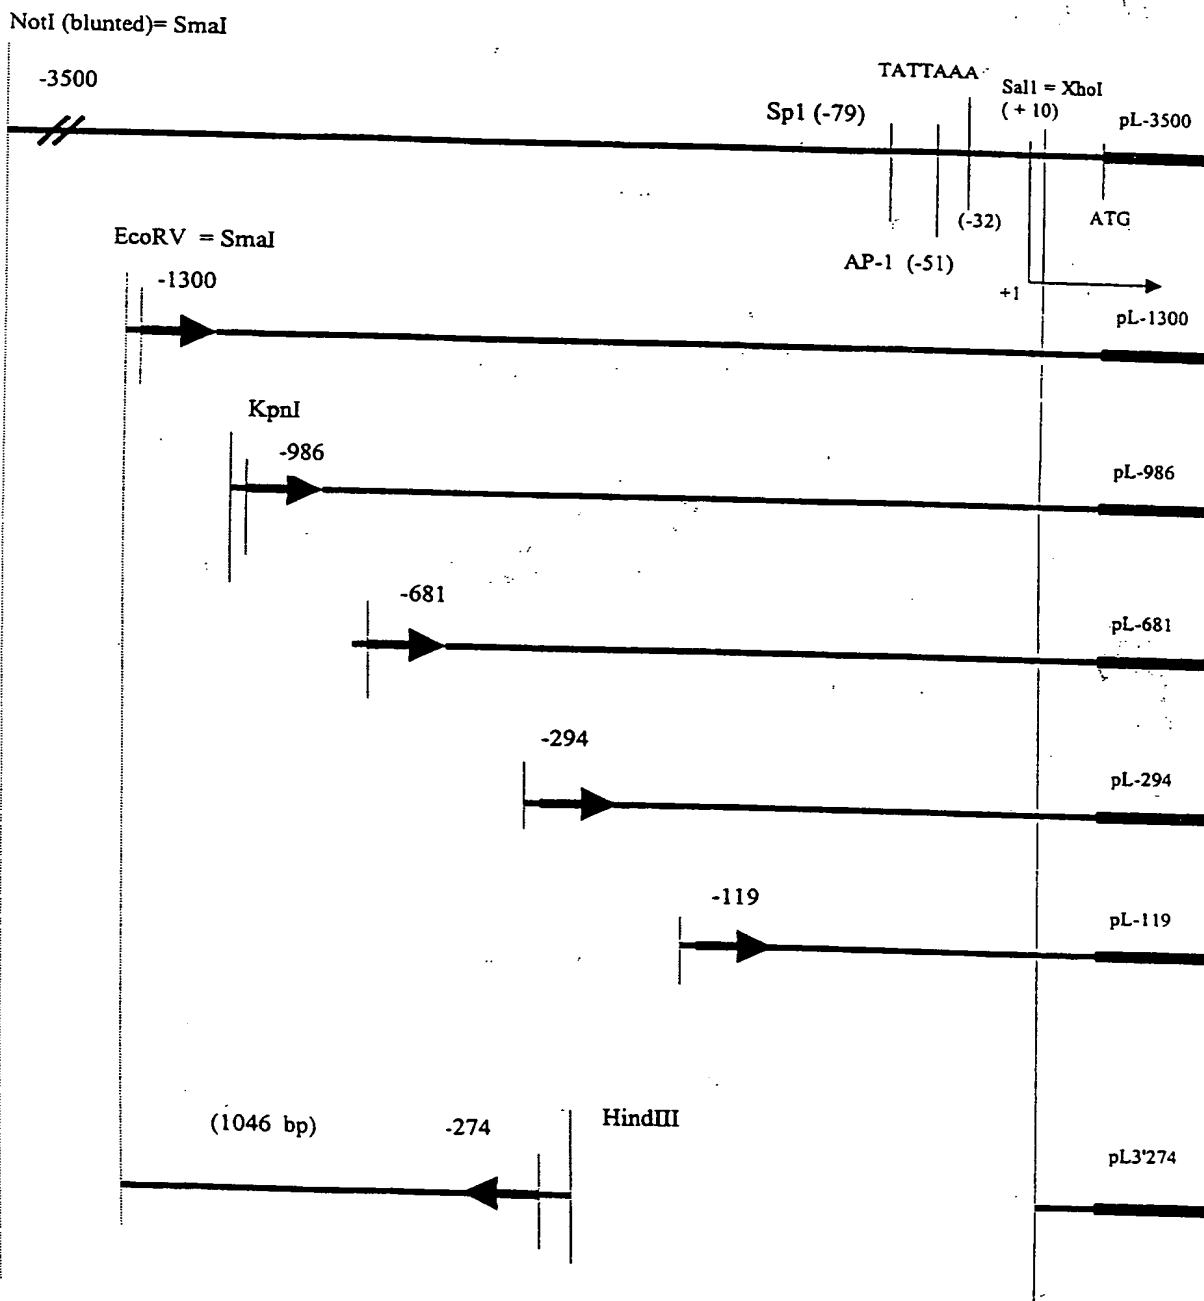 NotI (blunted)= SmaI
-3500
TATTAAA
Sp1 (-79)
Sal1 = XhoI
( + 10)
pL-3500
(-32)
ATG
AP-1 (-51)
+1
EcoRV = SmaI
-1300
pL-1300
KpnI
-986
pL-986
-681
pL-681
-294
pL-294
-119
pL-119
(1046 bp)
-274
HindIII
pL3'274